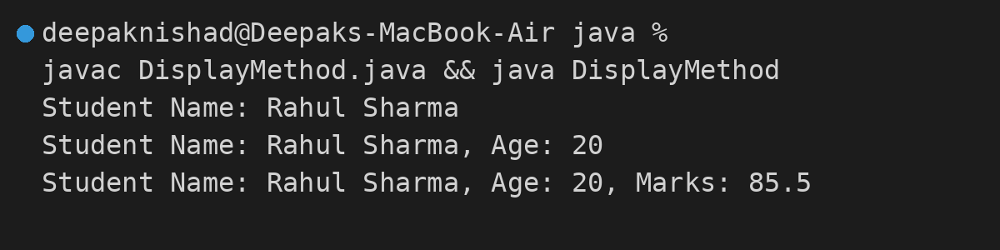 deepaknishad@Deepaks-MacBook-Air java %
javac DisplayMethod.java && java DisplayMethod
Student Name: Rahul Sharma
Student Name: Rahul Sharma, Age: 20
Student Name: Rahul Sharma, Age: 20, Marks: 85.5